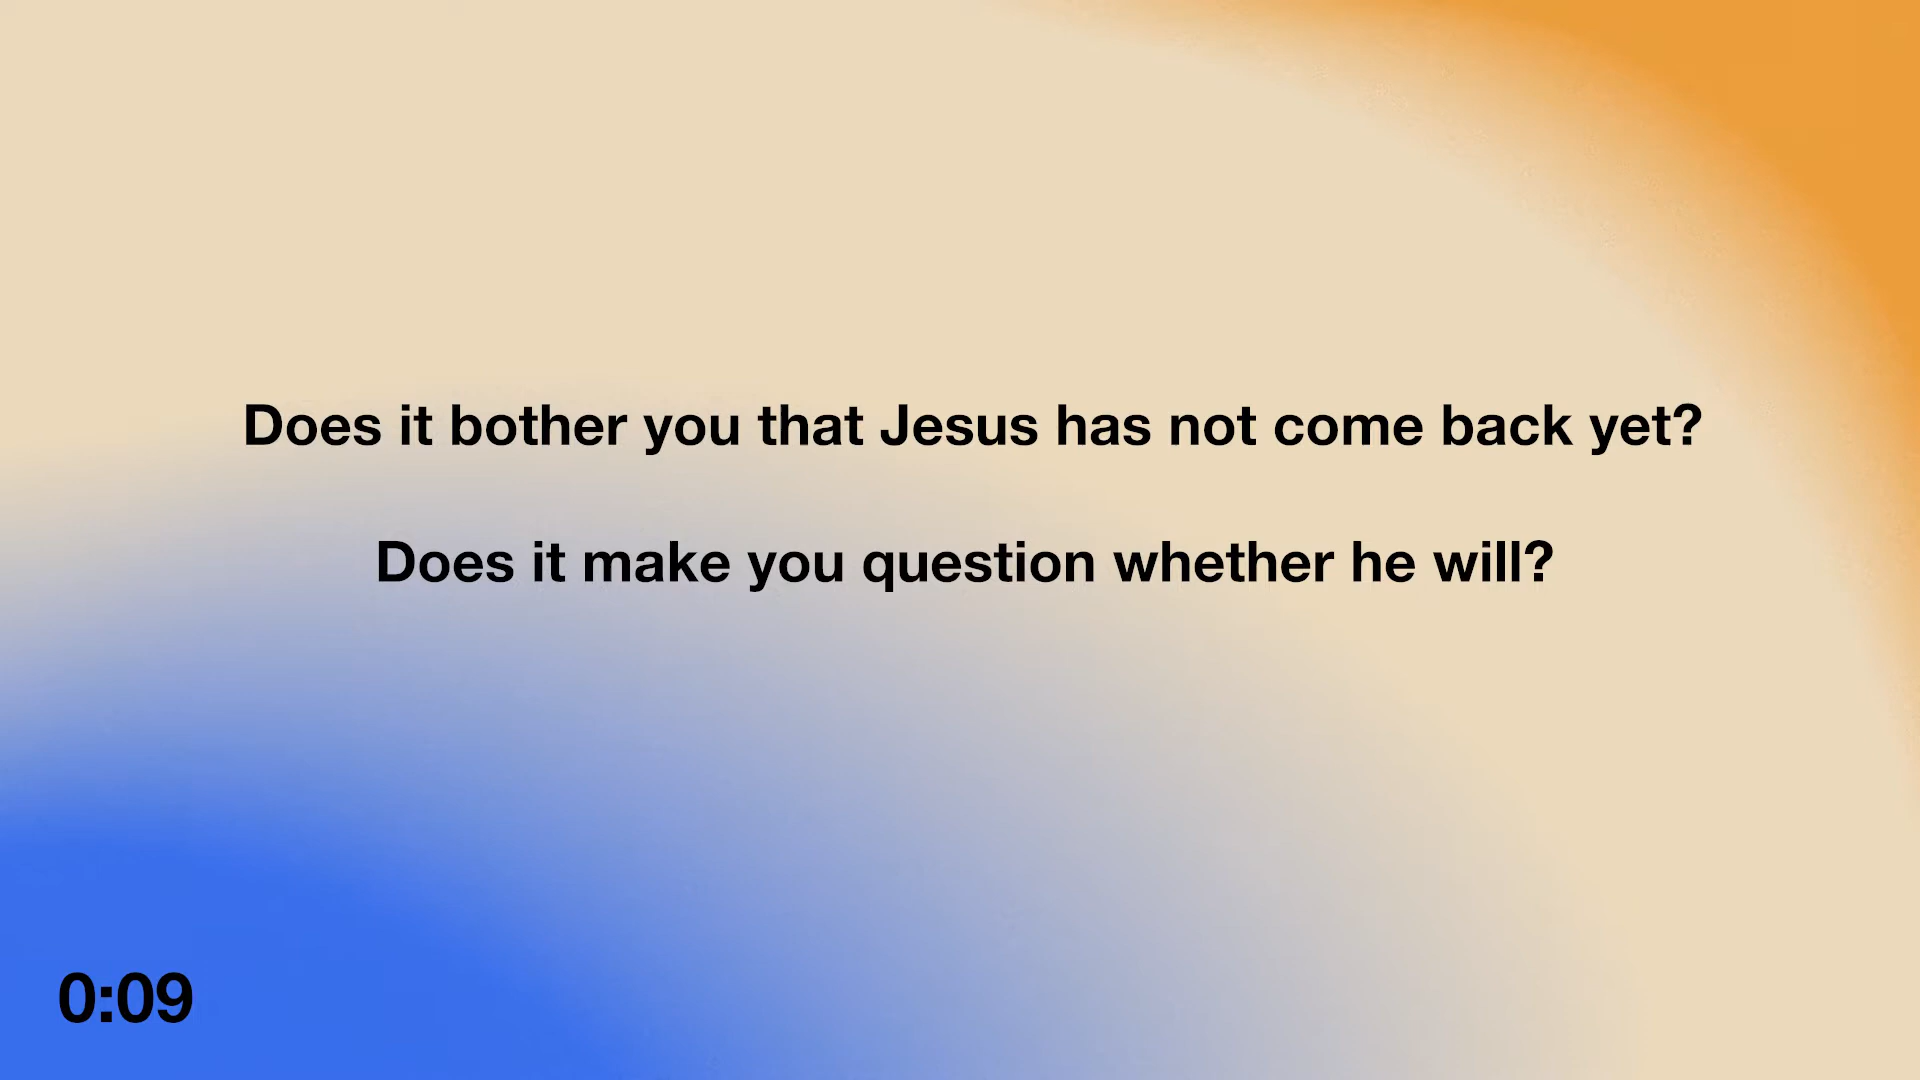 Does it bother you that Jesus has not come back yet?
Does it make you question whether he will?
0:09